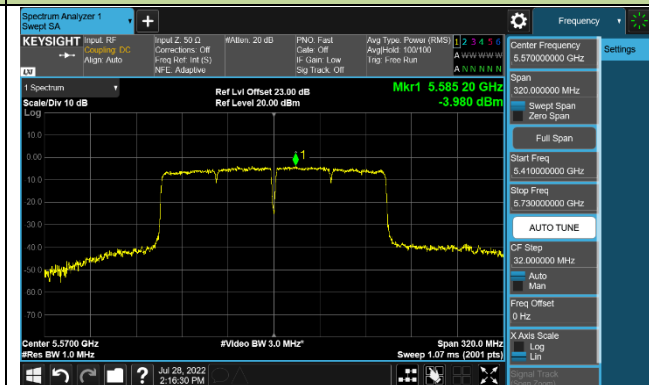 Spectrum Analyzer 1
Swept SA
Frequency
KEYSIGHT
Input: RF
Coupling: DC
Align: Auto
Input Z: 50 Ω
Corrections: Off
Freq Ref: Int (S)
NFE: Adaptive
#Atten: 20 dB
PNO: Fast
Gate: Off
IF Gain: Low
Sig Track: Off
Avg Type: Power (RMS)
Avg|Hold: 100/100
Trig: Free Run
1 2 3 4 5 6
A W W W W W
A N N N N N
LXI
1 Spectrum
Scale/Div 10 dB
Log
Ref Lvl Offset 23.00 dB
Ref Level 20.00 dBm
Mkr1 5.585 20 GHz
-3.980 dBm
10.0
0.00
-10.0
-20.0
-30.0
-40.0
-50.0
-60.0
-70.0
1
Center 5.5700 GHz
#Res BW 1.0 MHz
#Video BW 3.0 MHz*
Span 320.0 MHz
Sweep 1.07 ms (2001 pts)
Jul 28, 2022
2:16:30 PM
Center Frequency
5.570000000 GHz
Span
320.000000 MHz
Swept Span
Zero Span
Full Span
Start Freq
5.410000000 GHz
Stop Freq
5.730000000 GHz
AUTO TUNE
CF Step
32.000000 MHz
Auto
Man
Freq Offset
0 Hz
X Axis Scale
Log
Lin
Signal Track
(Span Zoom)
Settings